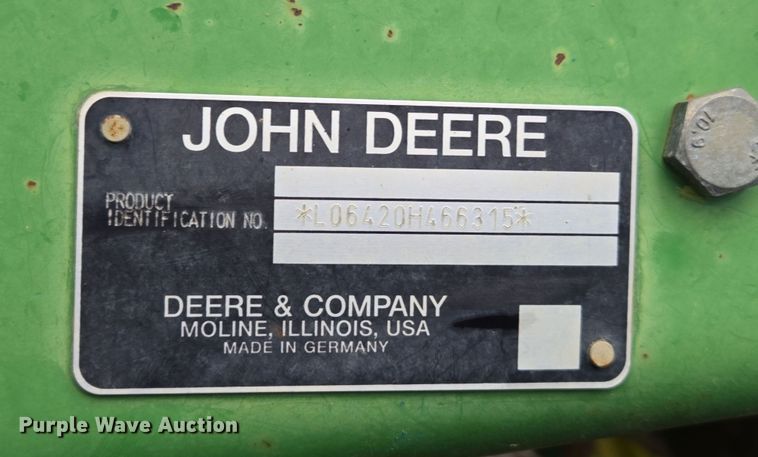 JOHN DEERE
PRODUCT
IDENTIFICATION NO.
*L06420H466315*
DEERE & COMPANY
MOLINE, ILLINOIS, USA
MADE IN GERMANY
10.9
Purple Wave Auction